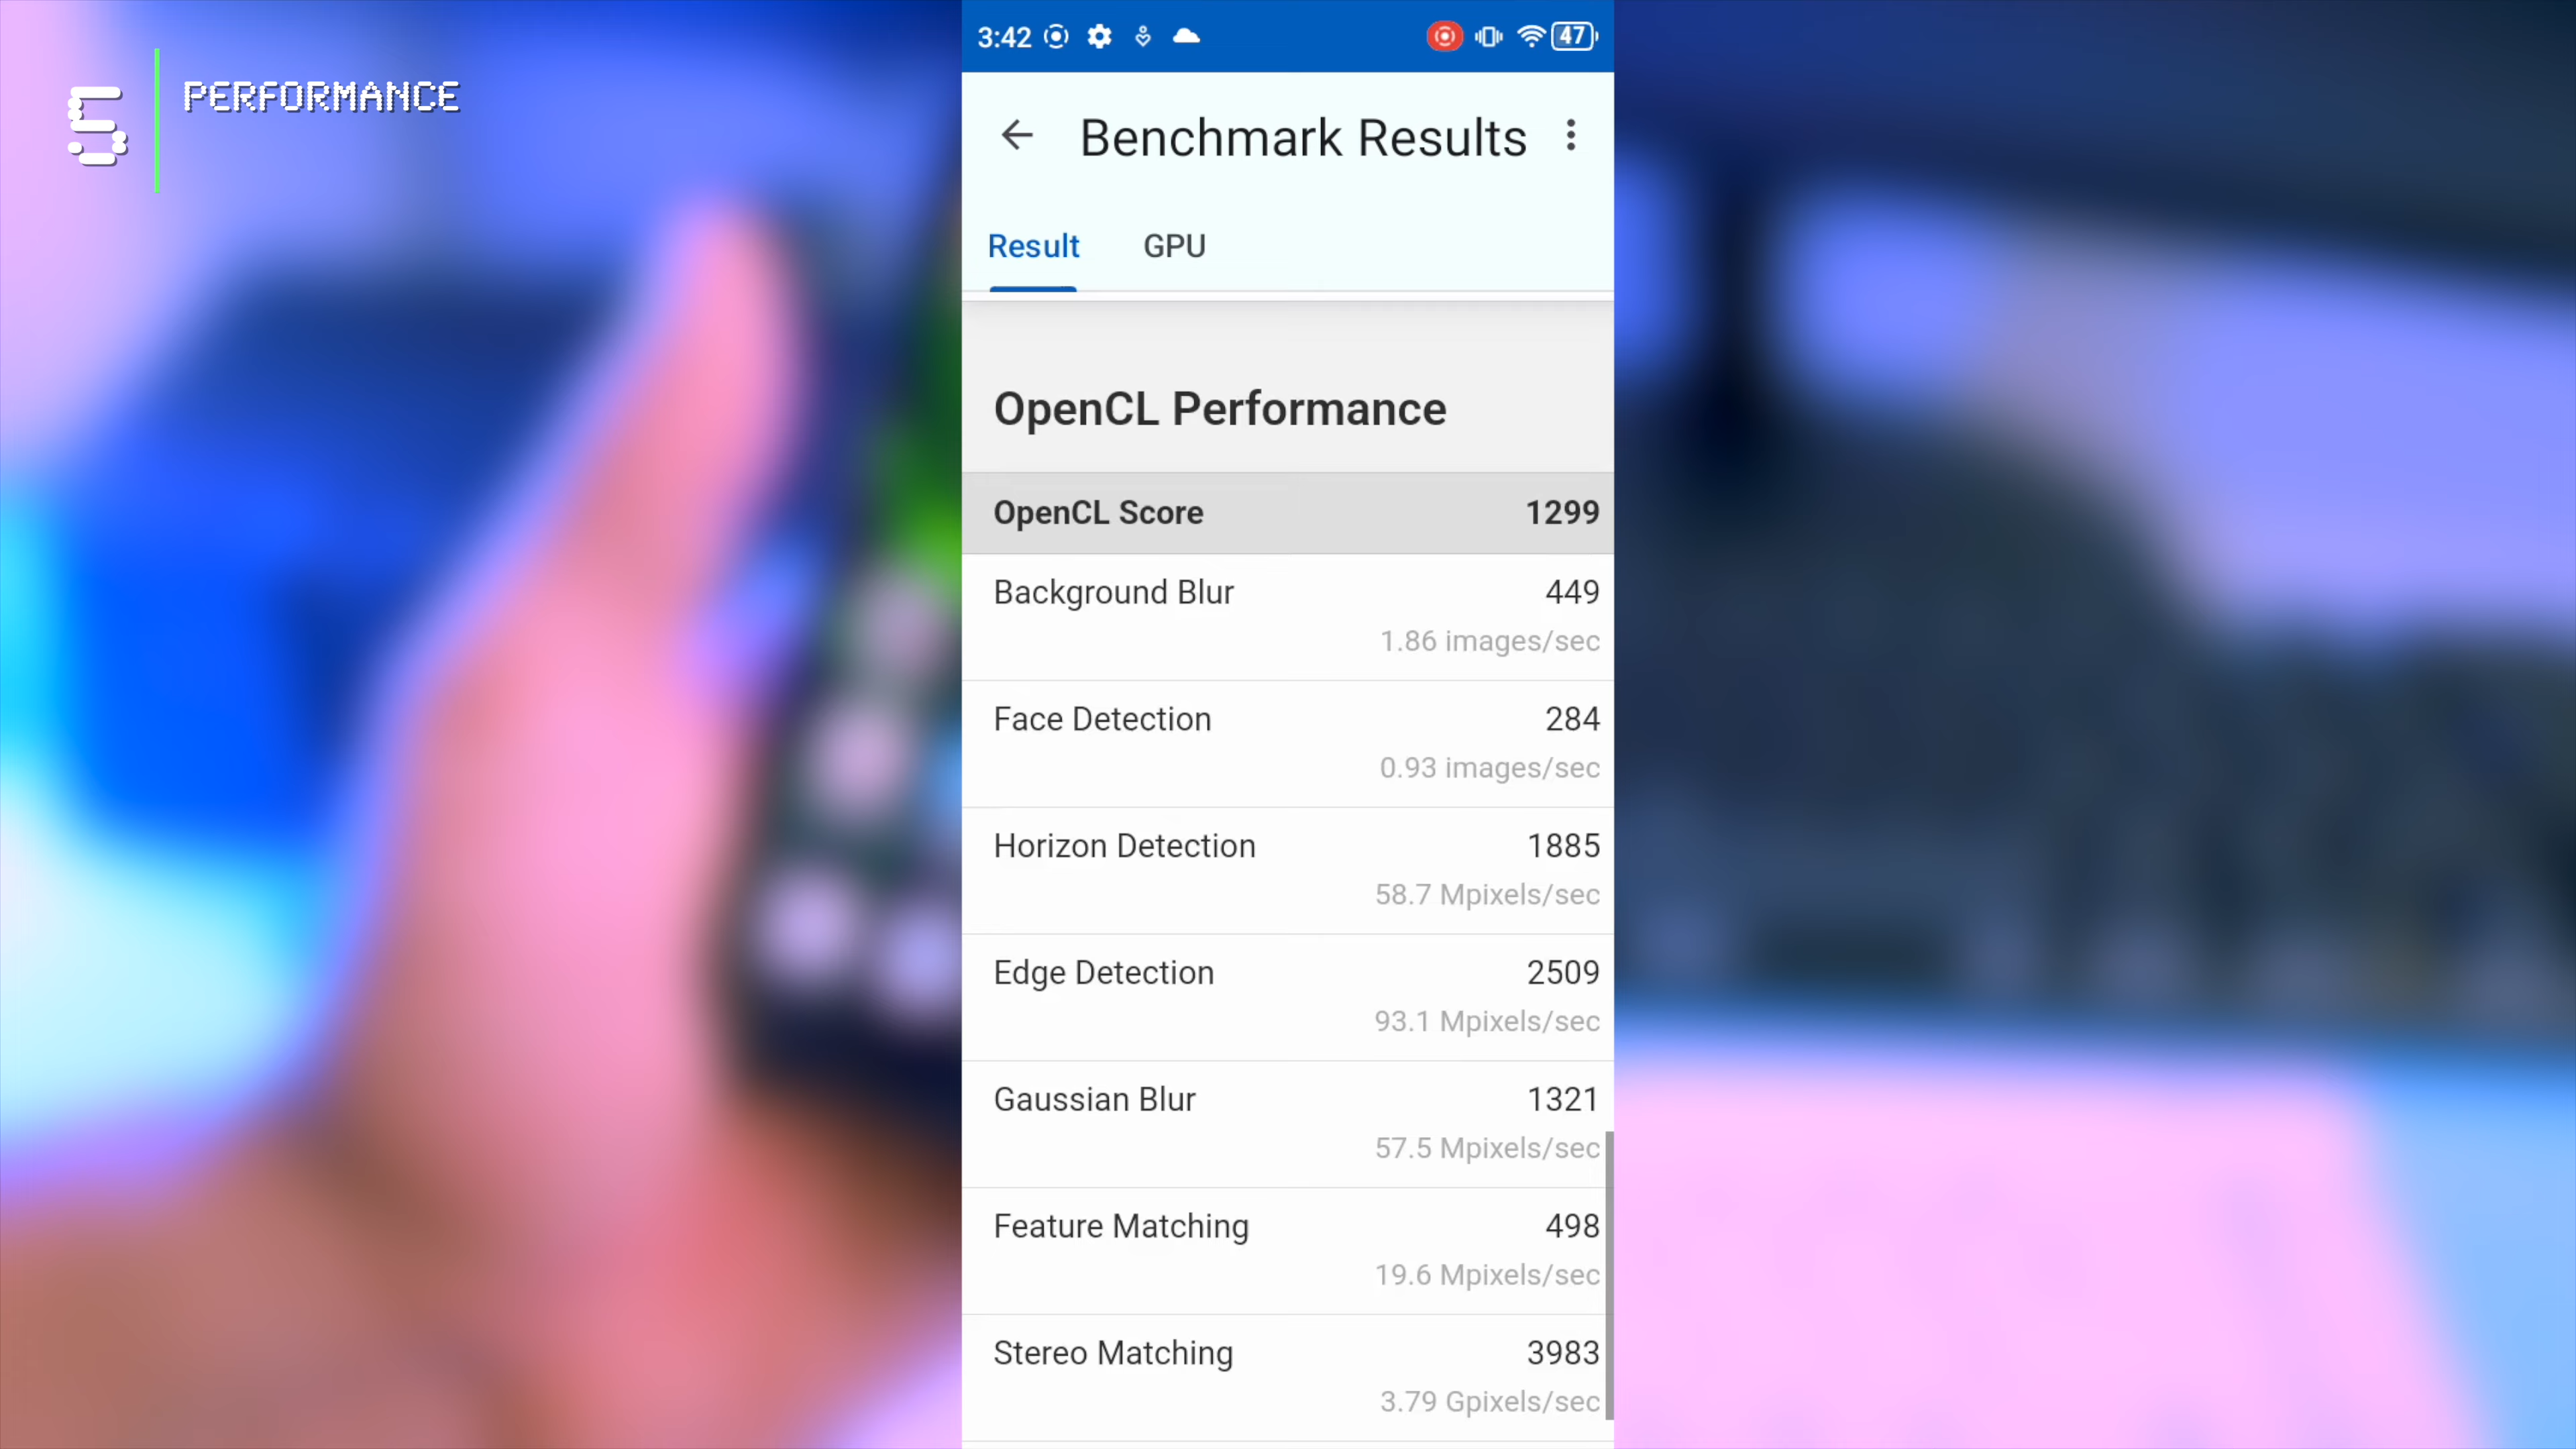 5
PERFORMANCE
3:42
47
Benchmark Results
Result GPU
OpenCL Performance
OpenCL Score 1299
Background Blur 449
1.86 images/sec
Face Detection 284
0.93 images/sec
Horizon Detection 1885
58.7 Mpixels/sec
Edge Detection 2509
93.1 Mpixels/sec
Gaussian Blur 1321
57.5 Mpixels/sec
Feature Matching 498
19.6 Mpixels/sec
Stereo Matching 3983
3.79 Gpixels/sec